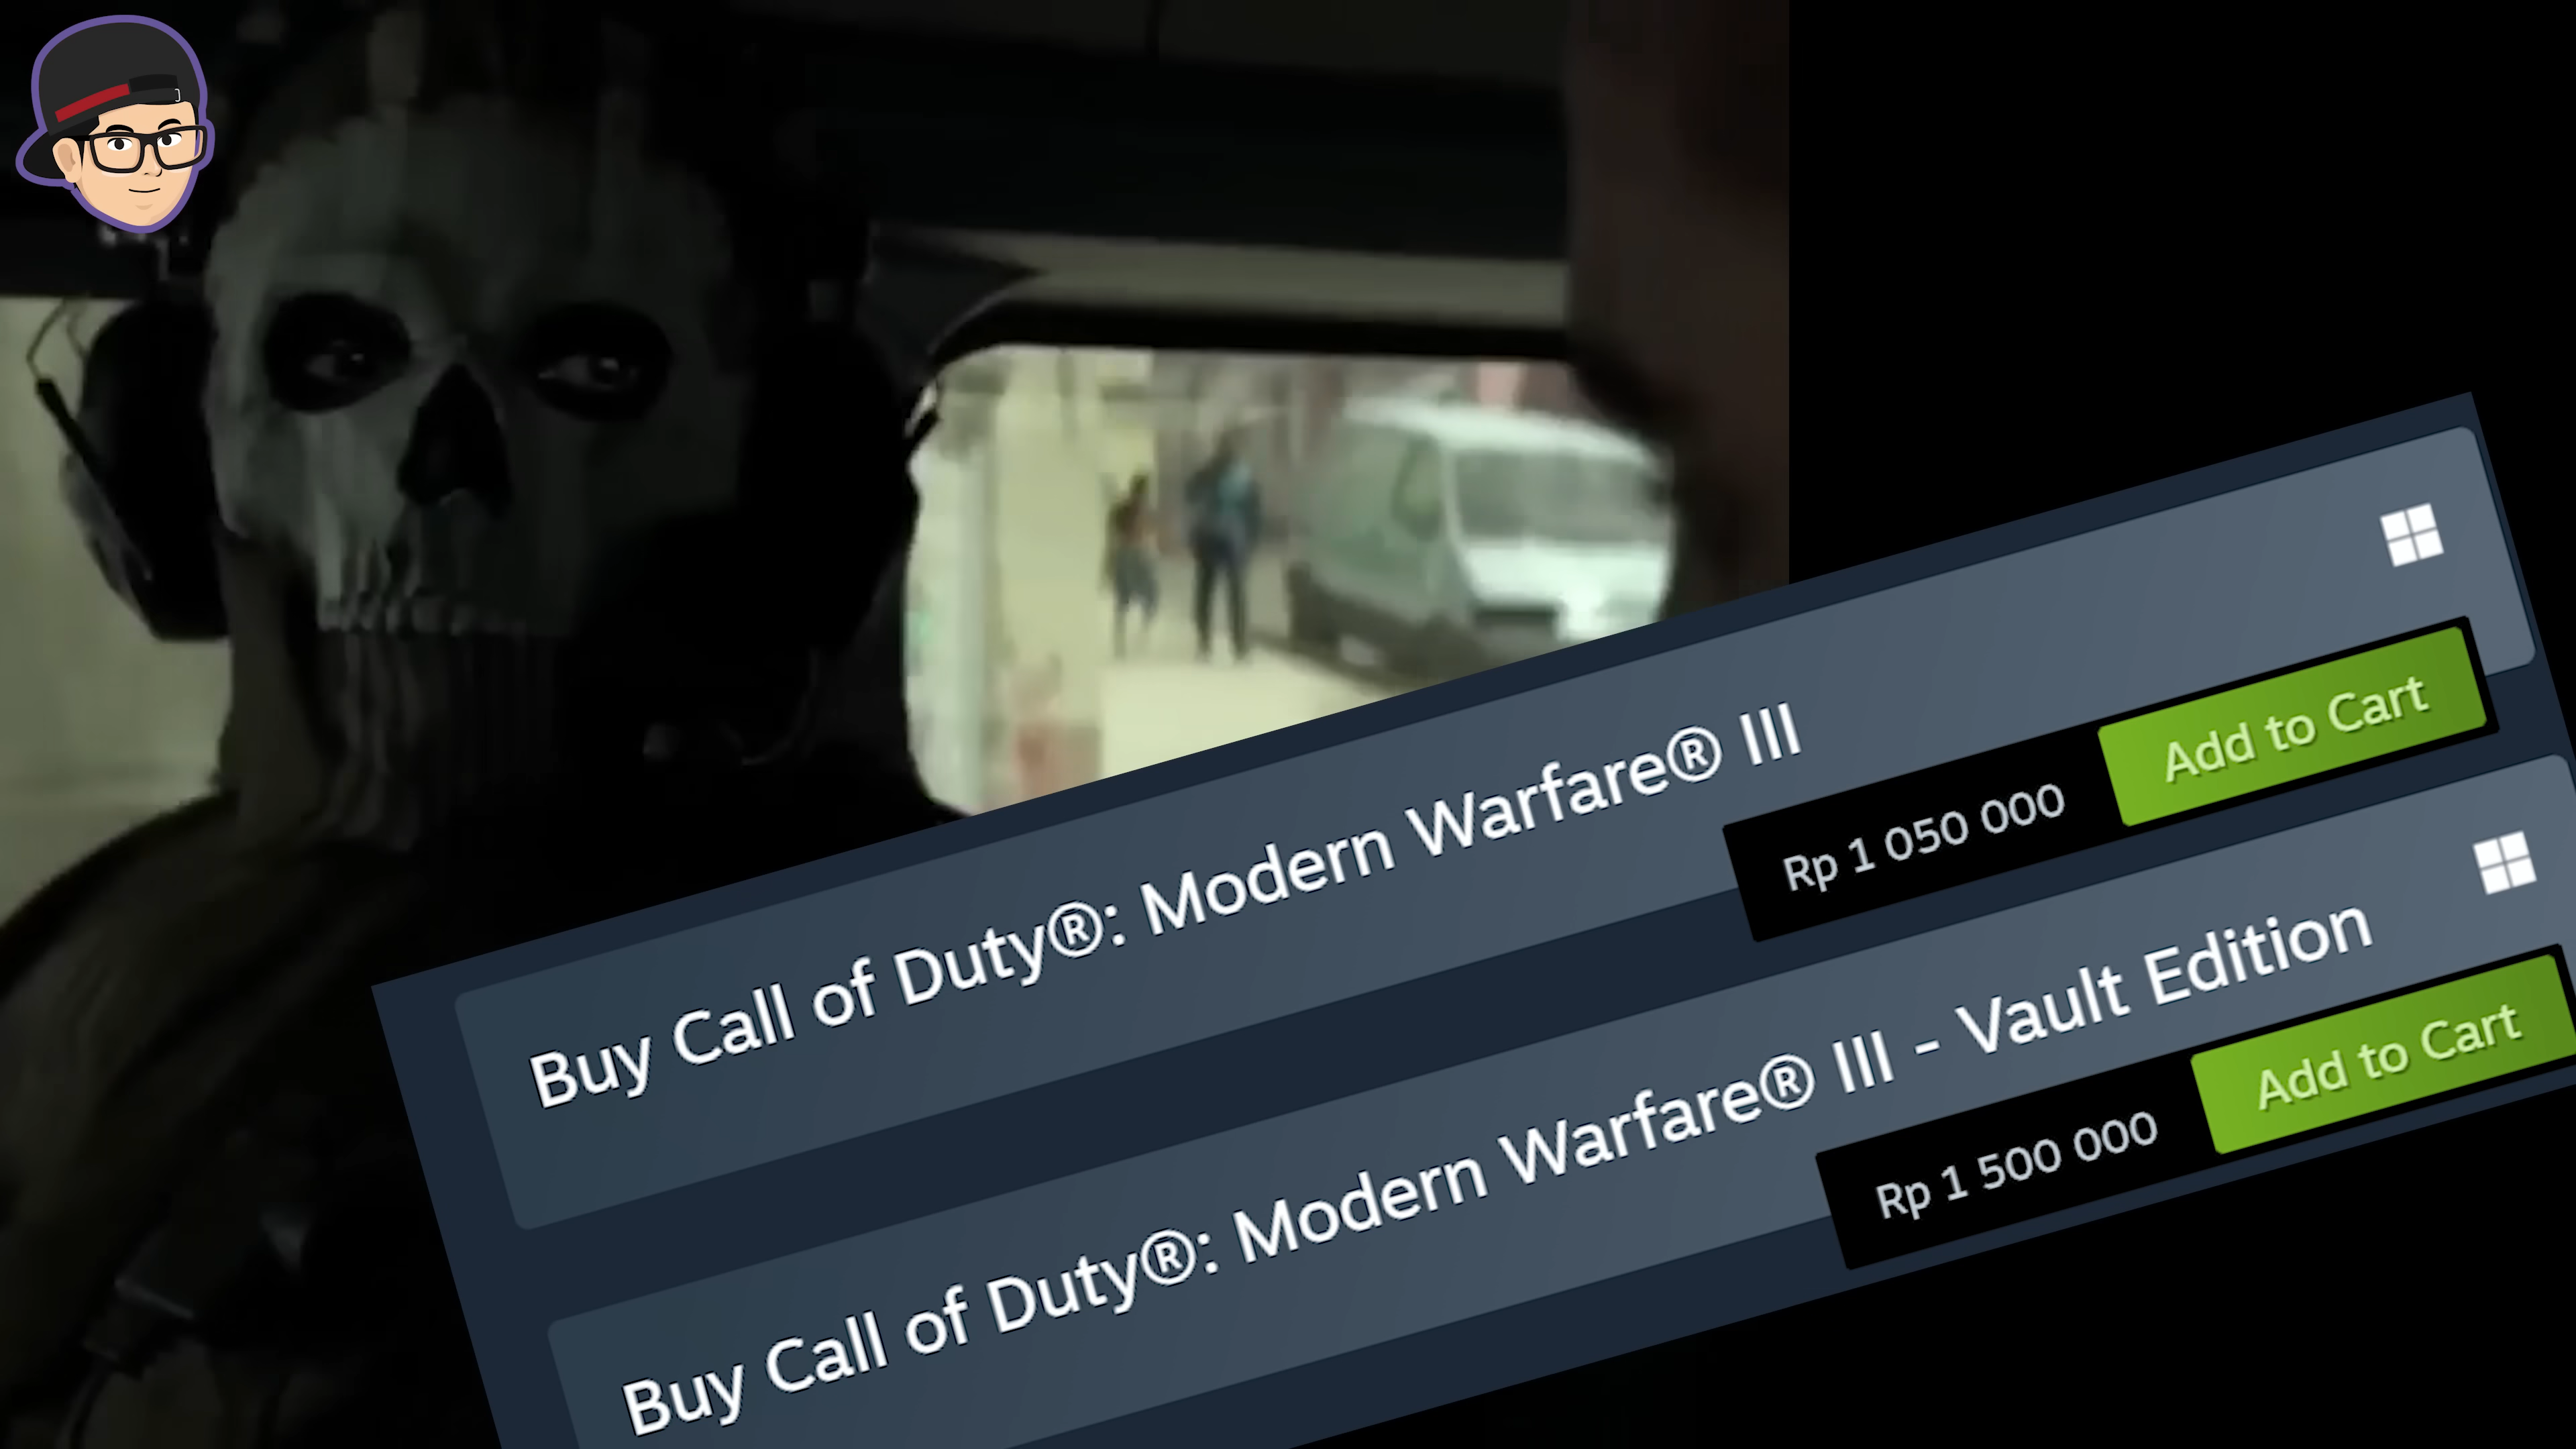 Buy Call of Duty®: Modern Warfare® III
Rp 1 050 000
Add to Cart
Buy Call of Duty®: Modern Warfare® III - Vault Edition
Rp 1 500 000
Add to Cart